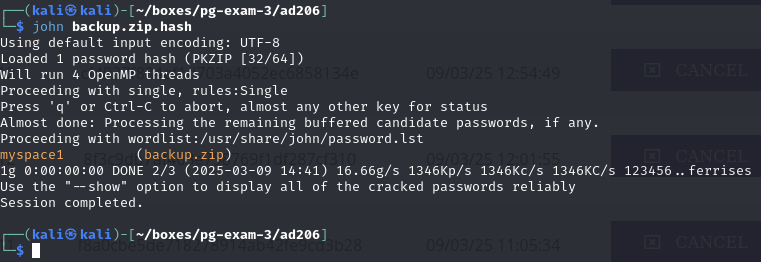 ┌──(kali㉿kali)-[~/boxes/pg-exam-3/ad206]
└─$ john backup.zip.hash
Using default input encoding: UTF-8
Loaded 1 password hash (PKZIP [32/64])
Will run 4 OpenMP threads
Proceeding with single, rules:Single
Press 'q' or Ctrl-C to abort, almost any other key for status
Almost done: Processing the remaining buffered candidate passwords, if any.
Proceeding with wordlist:/usr/share/john/password.lst
myspace1         (backup.zip)
1g 0:00:00:00 DONE 2/3 (2025-03-09 14:41) 16.66g/s 1346Kp/s 1346Kc/s 1346KC/s 123456..ferrises
Use the "--show" option to display all of the cracked passwords reliably
Session completed.
┌──(kali㉿kali)-[~/boxes/pg-exam-3/ad206]
└─$
09/03/25 12:54:49
CANCEL
12:01:55
CANCEL
09/03/25 11:05:34
CANCEL